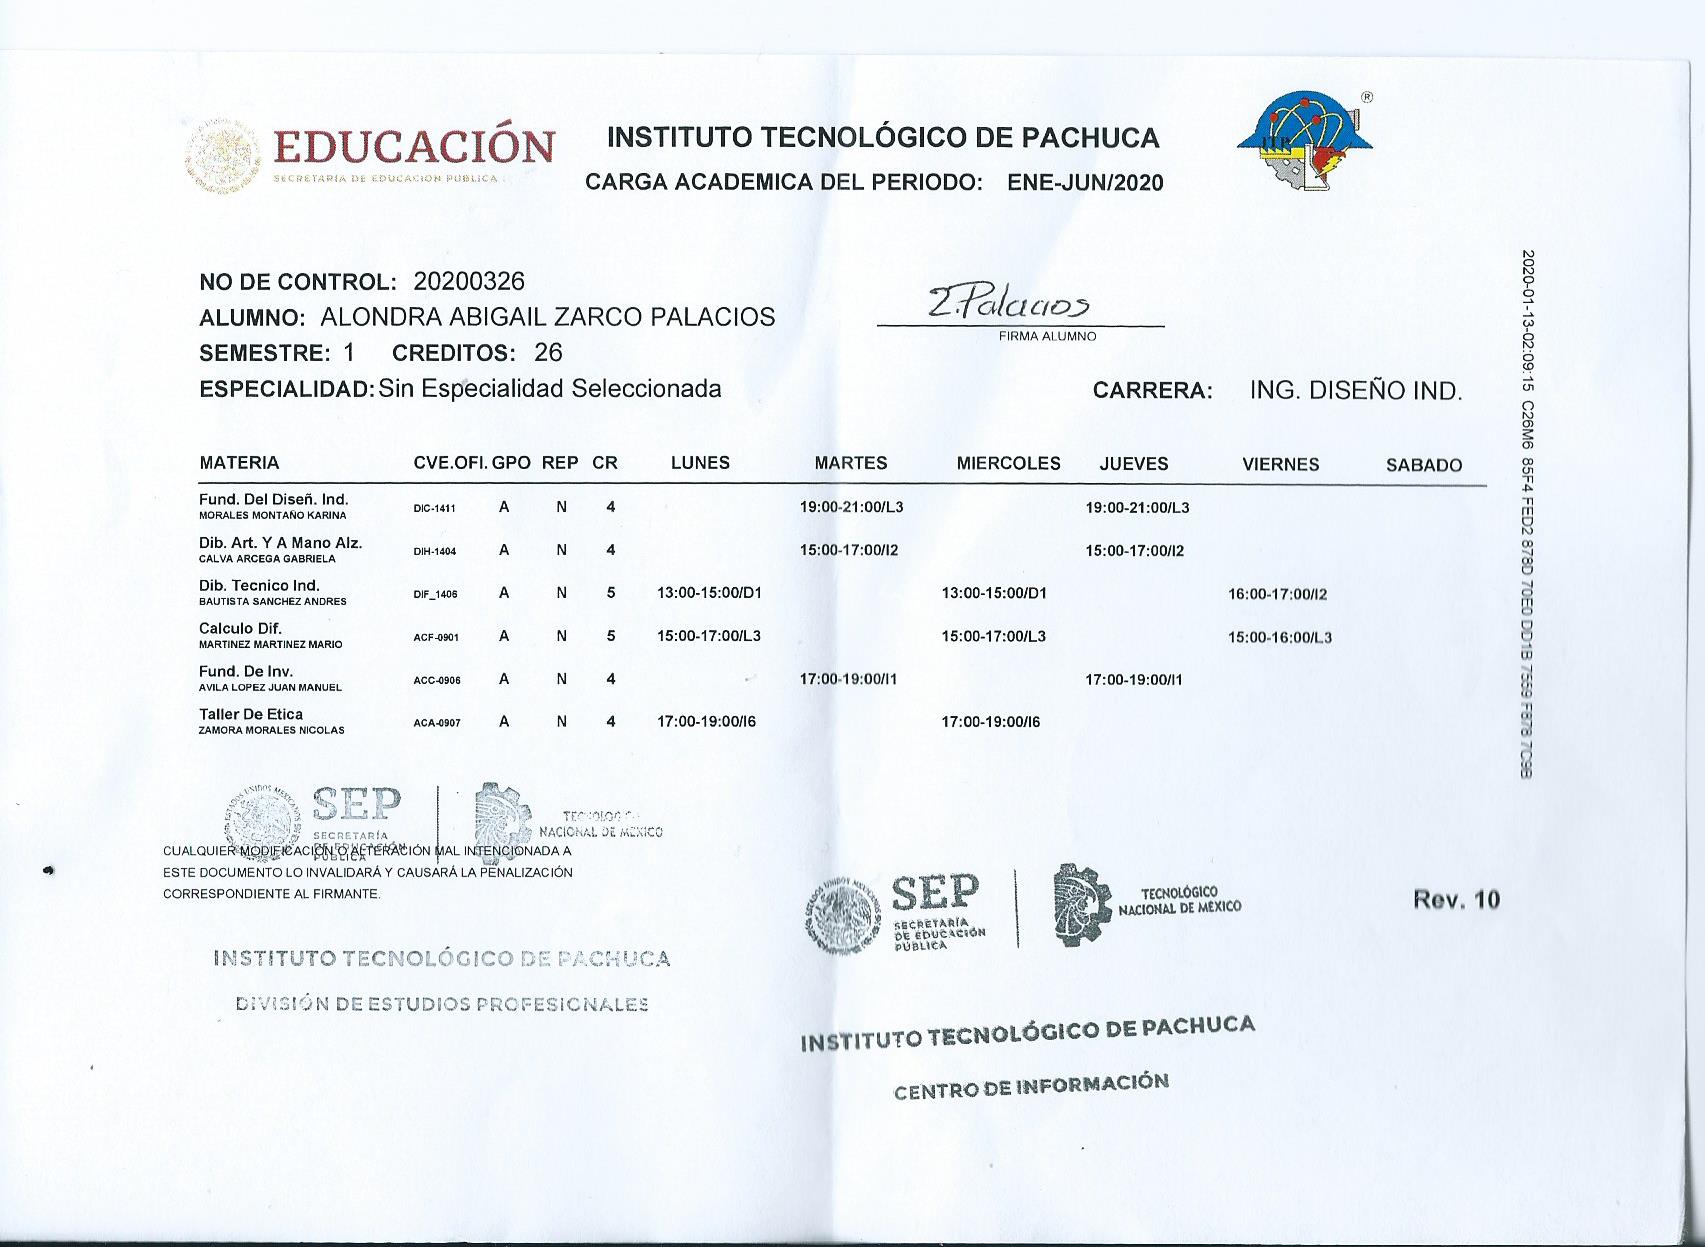 EDUCACIÓN
SECRETARÍA DE EDUCACIÓN PÚBLICA
INSTITUTO TECNOLÓGICO DE PACHUCA
CARGA ACADEMICA DEL PERIODO: ENE-JUN/2020
ITP
®
NO DE CONTROL: 20200326
ALUMNO: ALONDRA ABIGAIL ZARCO PALACIOS
SEMESTRE: 1 CREDITOS: 26
ESPECIALIDAD: Sin Especialidad Seleccionada
Z.Palacios
FIRMA ALUMNO
CARRERA: ING. DISEÑO IND.
MATERIA CVE.OFI. GPO REP CR LUNES MARTES MIERCOLES JUEVES VIERNES SABADO
Fund. Del Diseñ. Ind. DIC-1411 A N 4 19:00-21:00/L3 19:00-21:00/L3
MORALES MONTAÑO KARINA
Dib. Art. Y A Mano Alz. DIH-1404 A N 4 15:00-17:00/I2 15:00-17:00/I2
CALVA ARCEGA GABRIELA
Dib. Tecnico Ind. DIF_1406 A N 5 13:00-15:00/D1 13:00-15:00/D1 16:00-17:00/I2
BAUTISTA SANCHEZ ANDRES
Calculo Dif. ACF-0901 A N 5 15:00-17:00/L3 15:00-17:00/L3 15:00-16:00/L3
MARTINEZ MARTINEZ MARIO
Fund. De Inv. ACC-0906 A N 4 17:00-19:00/I1 17:00-19:00/I1
AVILA LOPEZ JUAN MANUEL
Taller De Etica ACA-0907 A N 4 17:00-19:00/I6 17:00-19:00/I6
ZAMORA MORALES NICOLAS
2020-01-13-02:09:15 C26M6 85F4 FED2 878D 70E0 DD1B 7559 F878 7C9B
SEP
SECRETARÍA
DE EDUCACIÓN
PÚBLICA
TECNOLÓGICO
NACIONAL DE MÉXICO
CUALQUIER MODIFICACIÓN O ALTERACIÓN MAL INTENCIONADA A
ESTE DOCUMENTO LO INVALIDARÁ Y CAUSARÁ LA PENALIZACIÓN
CORRESPONDIENTE AL FIRMANTE.
INSTITUTO TECNOLÓGICO DE PACHUCA
DIVISIÓN DE ESTUDIOS PROFESIONALES
SEP
SECRETARÍA
DE EDUCACIÓN
PÚBLICA
TECNOLÓGICO
NACIONAL DE MÉXICO
Rev. 10
INSTITUTO TECNOLÓGICO DE PACHUCA
CENTRO DE INFORMACIÓN